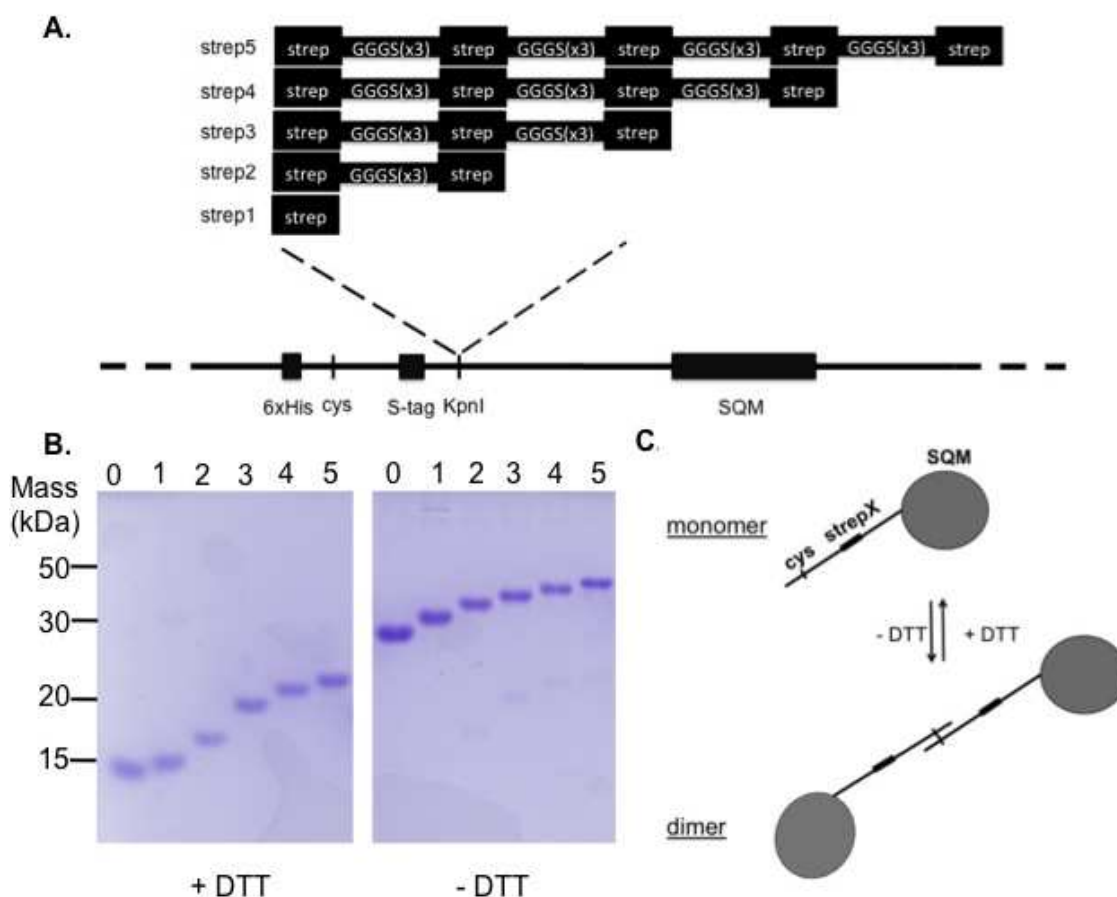 A.
strep5 strep GGGS(x3) strep GGGS(x3) strep GGGS(x3) strep GGGS(x3) strep
strep4 strep GGGS(x3) strep GGGS(x3) strep GGGS(x3) strep
strep3 strep GGGS(x3) strep GGGS(x3) strep
strep2 strep GGGS(x3) strep
strep1 strep
6xHis cys S-tag KpnI SQM
B.
0 1 2 3 4 5 0 1 2 3 4 5
Mass
(kDa)
50
30
20
15
+ DTT - DTT
C.
SQM
monomer
cys strepX
- DTT + DTT
dimer